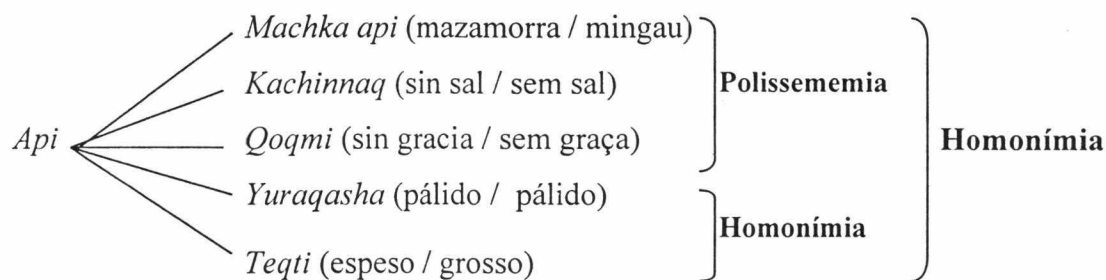 Machka api (mazamorra / mingau)
Kachinnaq (sin sal / sem sal)
Polissememia
Api
Qoqmi (sin gracia / sem graça)
Homonímia
Yuraqasha (pálido / pálido)
Homonímia
Teqti (espeso / grosso)